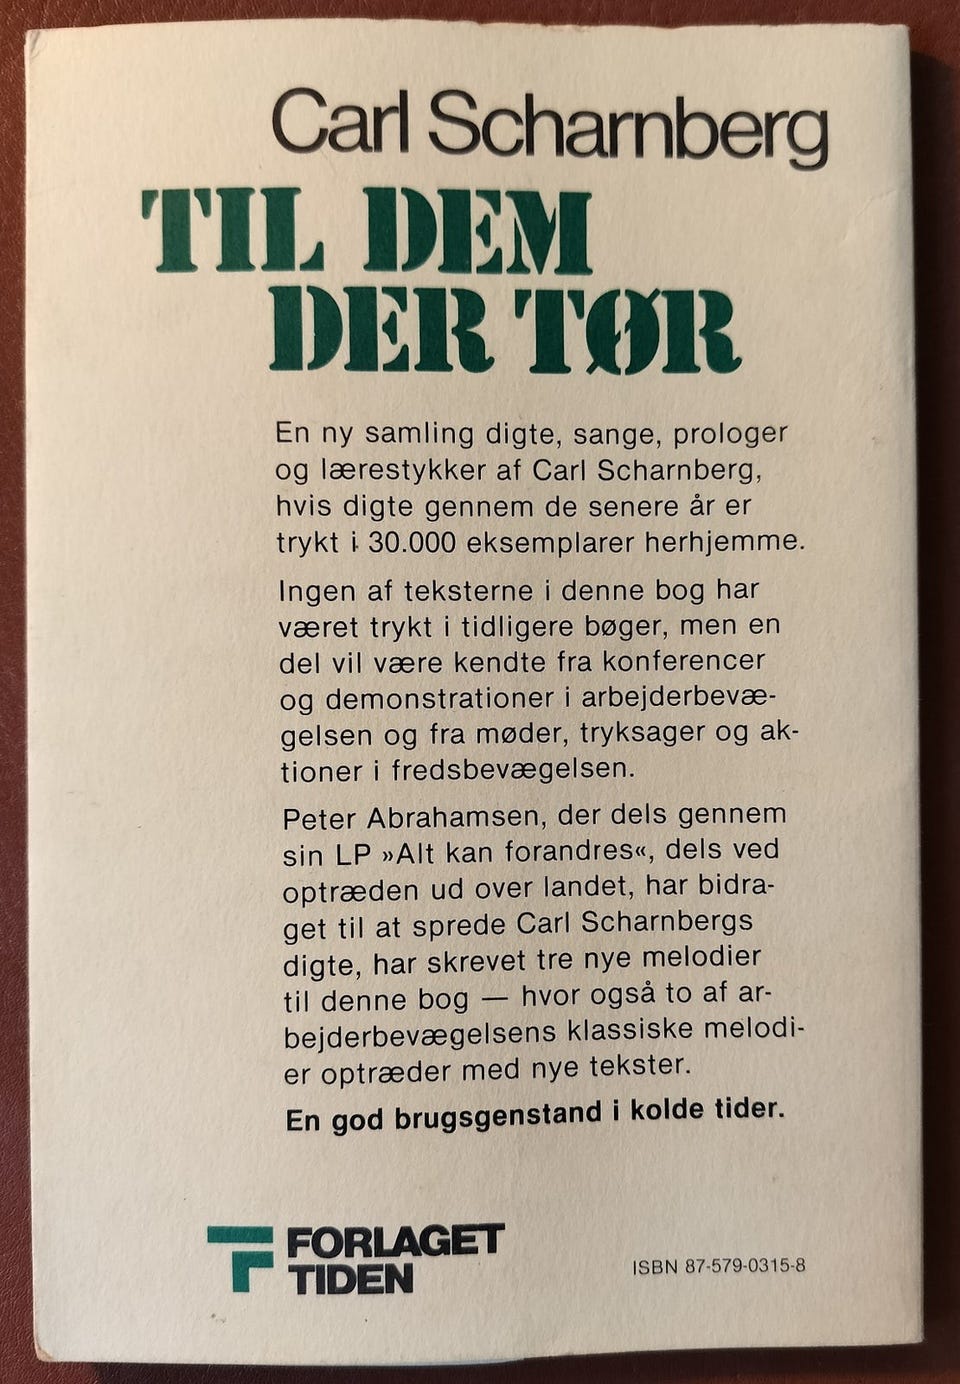 Carl Scharnberg
TIL DEM
DER TØR
En ny samling digte, sange, prologer
og lærestykker af Carl Scharnberg,
hvis digte gennem de senere år er
trykt i 30.000 eksemplarer herhjemme.
Ingen af teksterne i denne bog har
været trykt i tidligere bøger, men en
del vil være kendte fra konferencer
og demonstrationer i arbejderbevæ-
gelsen og fra møder, tryksager og ak-
tioner i fredsbevægelsen.
Peter Abrahamsen, der dels gennem
sin LP »Alt kan forandres«, dels ved
optræden ud over landet, har bidra-
get til at sprede Carl Scharnbergs
digte, har skrevet tre nye melodier
til denne bog — hvor også to af ar-
bejderbevægelsens klassiske melodi-
er optræder med nye tekster.
En god brugsgenstand i kolde tider.
FORLAGET
TIDEN
ISBN 87-579-0315-8